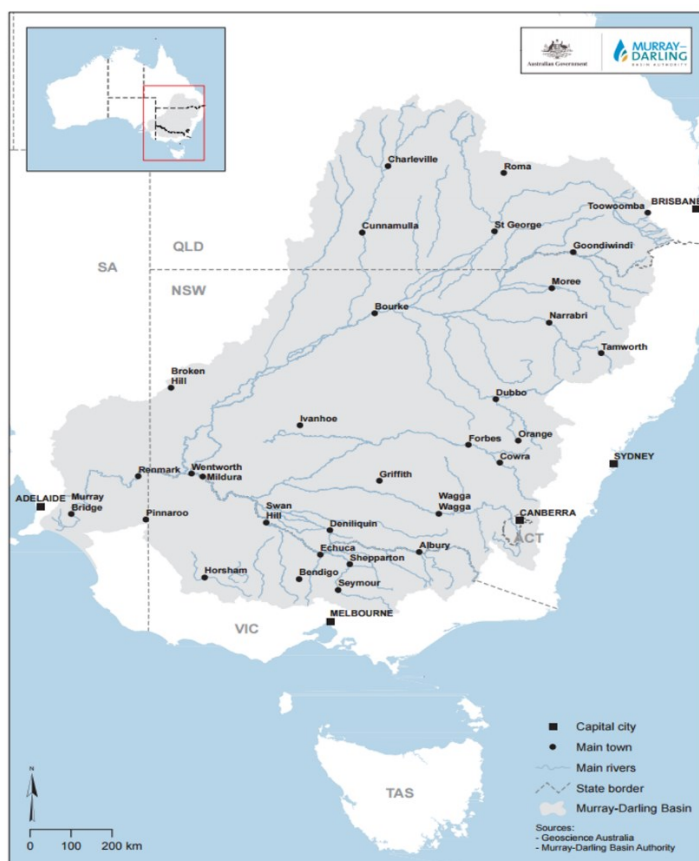 Australian Government
MURRAY–
DARLING
BASIN AUTHORITY
Charleville
Roma
BRISBANE
Toowoomba
Cunnamulla
St George
QLD
Goondiwindi
SA
NSW
Moree
Bourke
Narrabri
Tamworth
Broken
Hill
Dubbo
Ivanhoe
Forbes
Orange
SYDNEY
Cowra
Renmark
Wentworth
Mildura
Griffith
ADELAIDE
Murray
Bridge
Pinnaroo
Swan
Hill
Wagga
Wagga
CANBERRA
Deniliquin
ACT
Echuca
Albury
Shepparton
Horsham
Bendigo
Seymour
MELBOURNE
VIC
TAS
N
0 100 200 km
Capital city
Main town
Main rivers
State border
Murray-Darling Basin
Sources:
- Geoscience Australia
- Murray-Darling Basin Authority